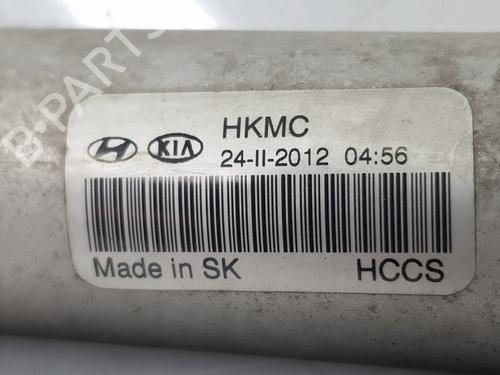 B-PARTS
HKMC
KIA
24-II-2012 04:56
Made in SK HCCS